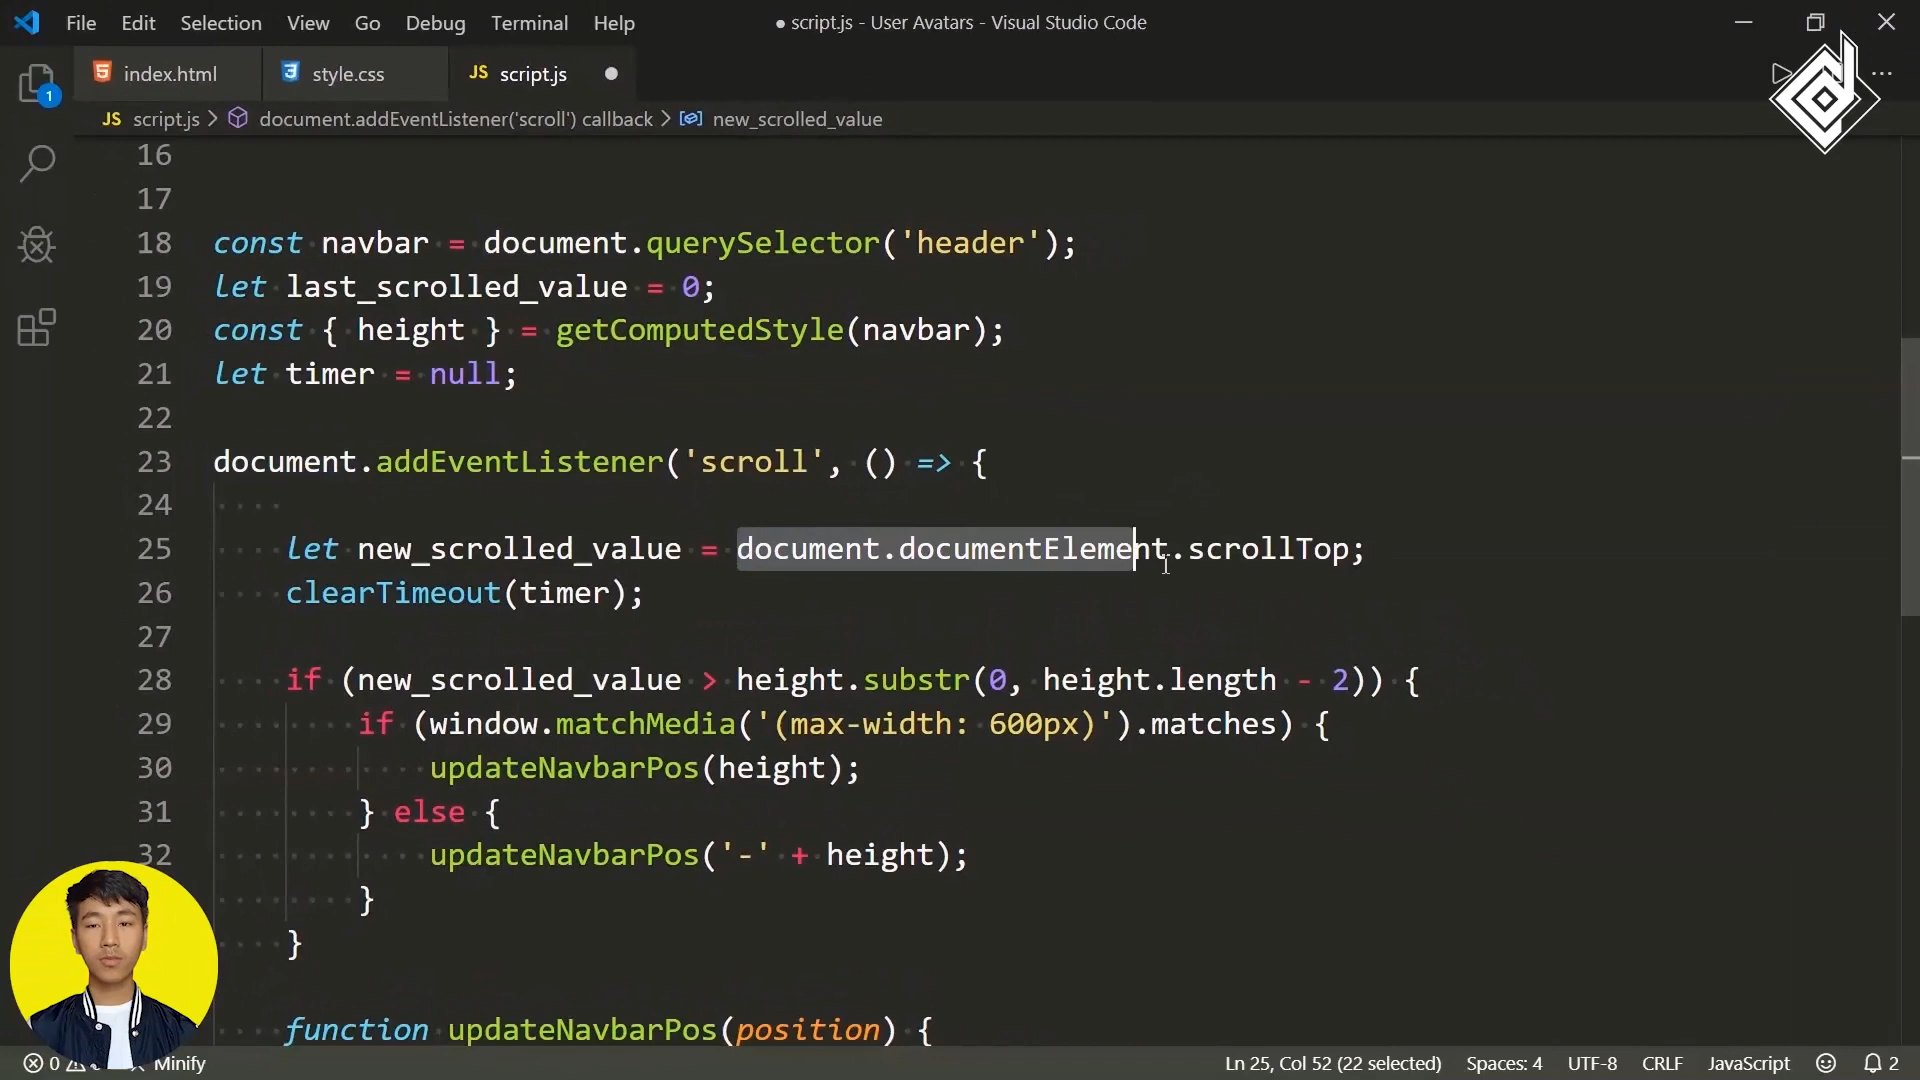 File Edit Selection View Go Debug Terminal Help ● script.js - User Avatars - Visual Studio Code
index.html style.css JS script.js ●
JS script.js > document.addEventListener('scroll') callback > new_scrolled_value
16
17
18 const navbar = document.querySelector('header');
19 let last_scrolled_value = 0;
20 const { height } = getComputedStyle(navbar);
21 let timer = null;
22
23 document.addEventListener('scroll', () => {
24
25 let new_scrolled_value = document.documentElement.scrollTop;
26 clearTimeout(timer);
27
28 if (new_scrolled_value > height.substr(0, height.length - 2)) {
29 if (window.matchMedia('(max-width: 600px)').matches) {
30 updateNavbarPos(height);
31 } else {
32 updateNavbarPos('-' + height);
}
}
function updateNavbarPos(position) {
0 Minify Ln 25, Col 52 (22 selected) Spaces: 4 UTF-8 CRLF JavaScript 2
1